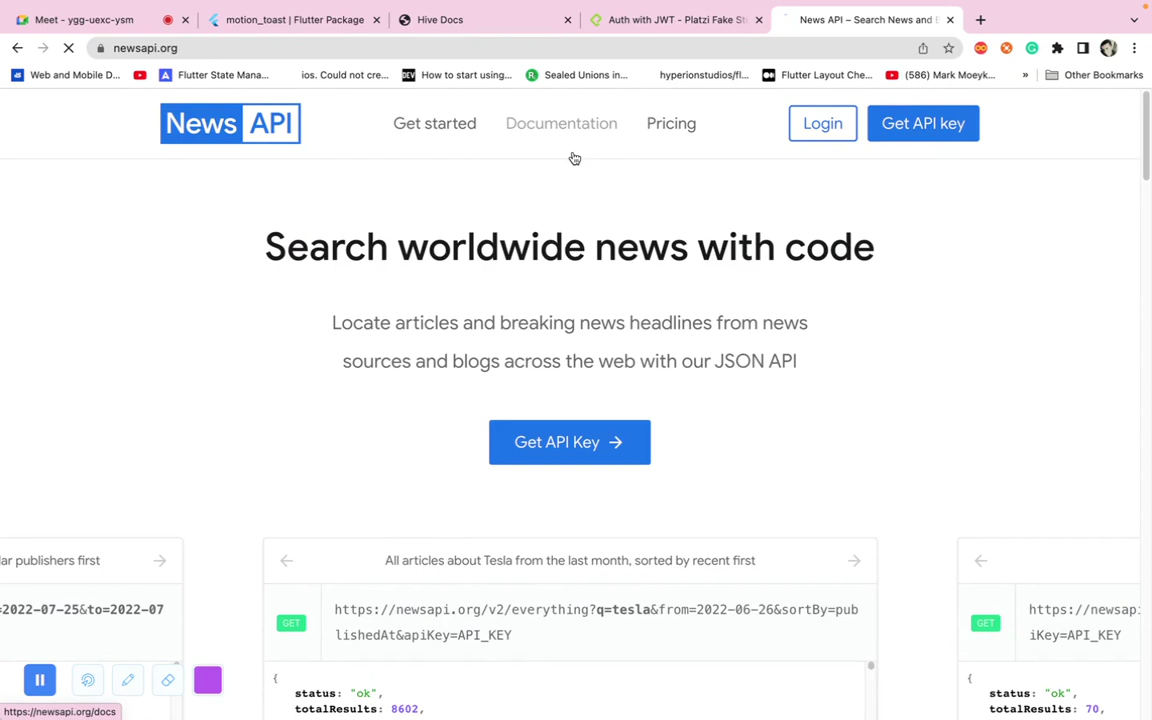 Meet - ygg-uexc-ysm
motion_toast | Flutter Package
Hive Docs
Auth with JWT - Platzi Fake Sto
News API – Search News and
newsapi.org
Web and Mobile D...
Flutter State Mana...
ios. Could not cre...
DEV
How to start using...
R
Sealed Unions in...
hyperionstudios/fl...
Flutter Layout Che...
(586) Mark Moeyk...
»
Other Bookmarks
News API
Get started
Documentation
Pricing
Login
Get API key
Search worldwide news with code
Locate articles and breaking news headlines from news
sources and blogs across the web with our JSON API
Get API Key →
lar publishers first →
← All articles about Tesla from the last month, sorted by recent first →
←
=2022-07-25&to=2022-07
GET
https://newsapi.org/v2/everything?q=tesla&from=2022-06-26&sortBy=pub
lishedAt&apiKey=API_KEY
GET
https://newsapi
iKey=API_KEY
{
status: "ok",
totalResults: 8602,
{
status: "ok",
totalResults: 70,
https://newsapi.org/docs